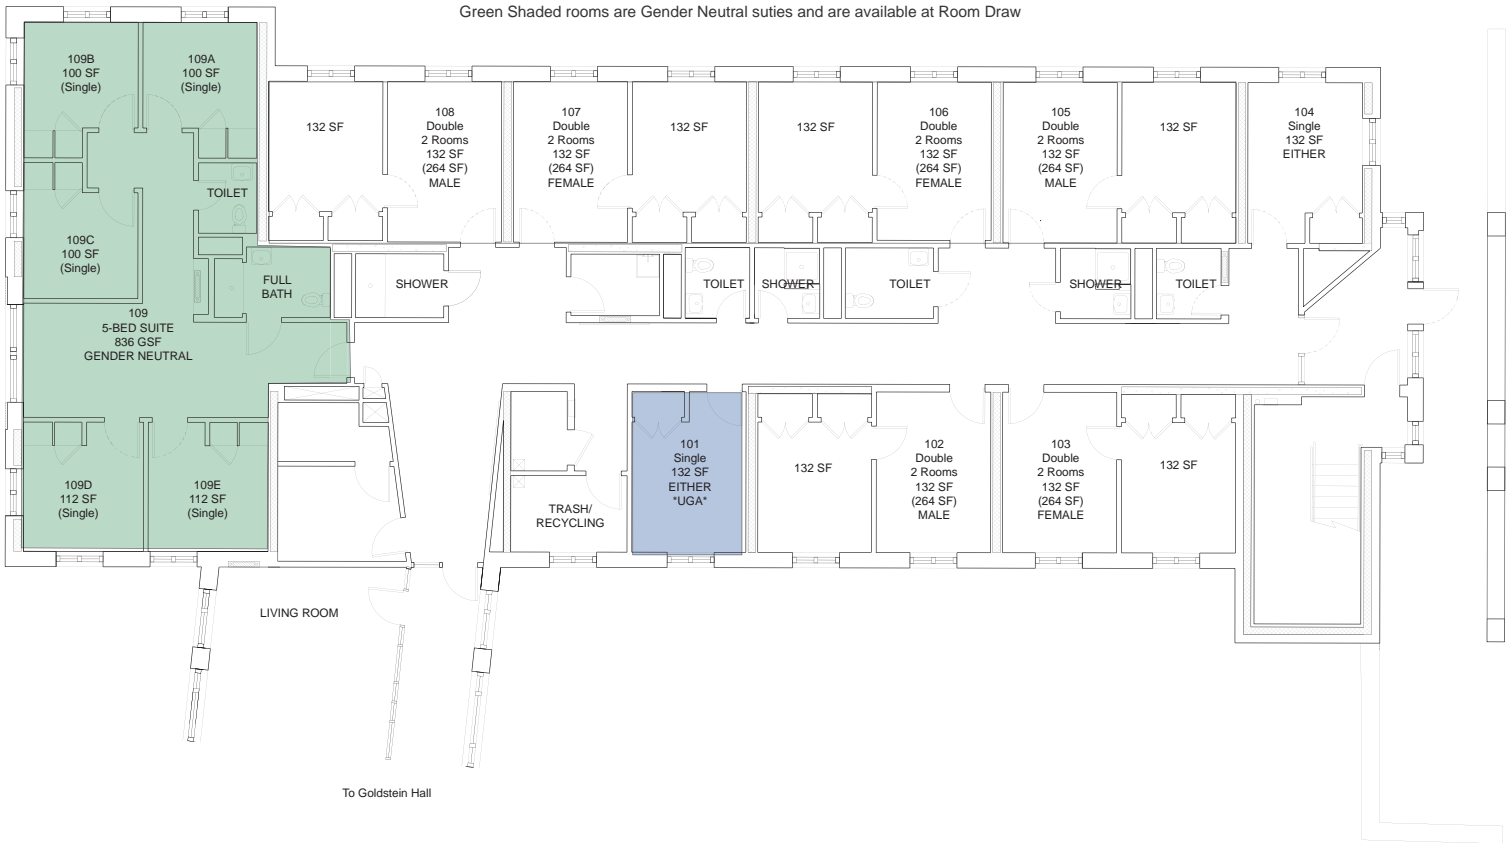 Green Shaded rooms are Gender Neutral suties and are available at Room Draw
109B
100 SF
(Single)
109A
100 SF
(Single)
132 SF
108
Double
2 Rooms
132 SF
(264 SF)
MALE
107
Double
2 Rooms
132 SF
(264 SF)
FEMALE
132 SF
132 SF
106
Double
2 Rooms
132 SF
(264 SF)
FEMALE
105
Double
2 Rooms
132 SF
(264 SF)
MALE
132 SF
104
Single
132 SF
EITHER
TOILET
109C
100 SF
(Single)
FULL
BATH
SHOWER
TOILET
SHOWER
TOILET
SHOWER
TOILET
109
5-BED SUITE
836 GSF
GENDER NEUTRAL
109D
112 SF
(Single)
109E
112 SF
(Single)
TRASH/
RECYCLING
101
Single
132 SF
EITHER
*UGA*
132 SF
102
Double
2 Rooms
132 SF
(264 SF)
MALE
103
Double
2 Rooms
132 SF
(264 SF)
FEMALE
132 SF
LIVING ROOM
To Goldstein Hall